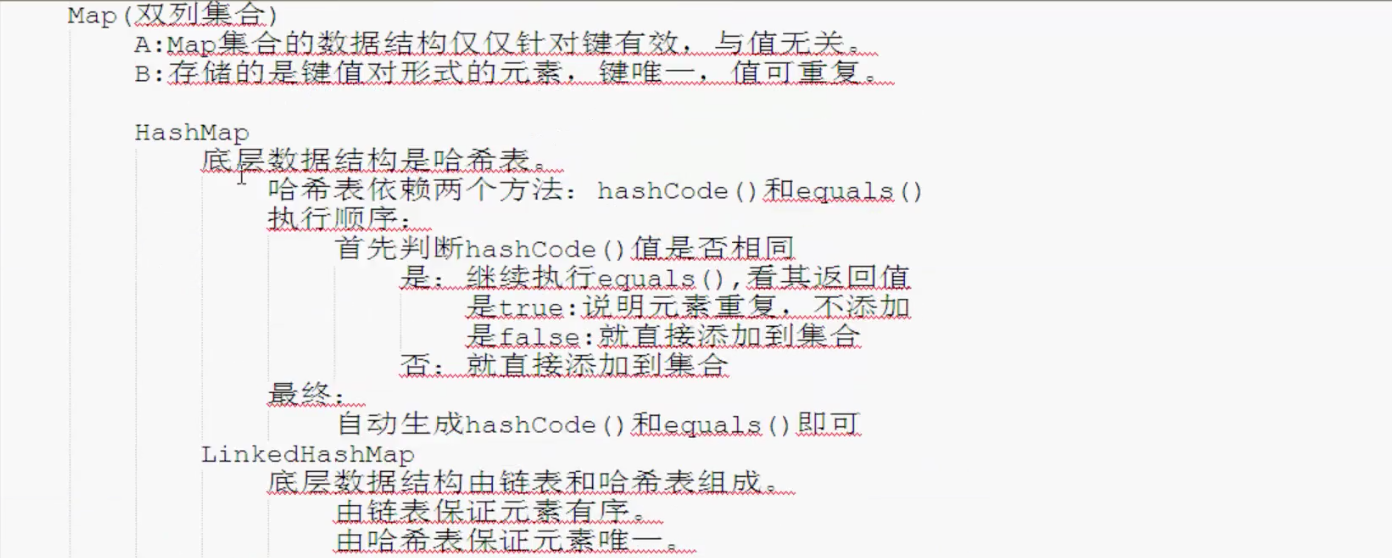 Map(双列集合)
A:Map集合的数据结构仅仅针对键有效，与值无关。
B:存储的是键值对形式的元素，键唯一，值可重复。
HashMap
底层数据结构是哈希表。
哈希表依赖两个方法：hashCode()和equals()
执行顺序：
首先判断hashCode()值是否相同
是：继续执行equals(),看其返回值
是true:说明元素重复，不添加
是false:就直接添加到集合
否：就直接添加到集合
最终：
自动生成hashCode()和equals()即可
LinkedHashMap
底层数据结构由链表和哈希表组成。
由链表保证元素有序。
由哈希表保证元素唯一。